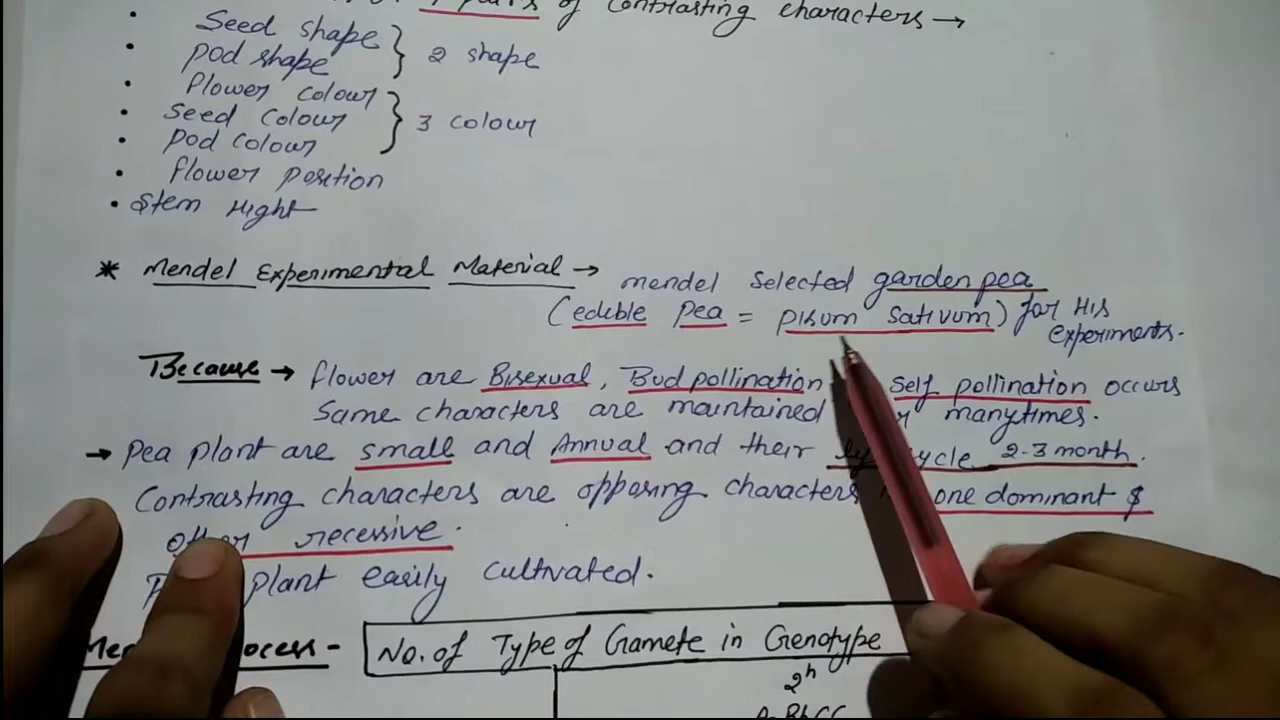 pairs of Contrasting characters →
• Seed shape
• Pod shape } 2 shape
• Flower colour
• Seed Colour } 3 colour
• Pod Colour
• flower position
• Stem Hight
* Mendel Experimental Material → mendel selected garden pea
(edible pea = pisum sativum) for His
experiments.
Because → flower are Bisexual, Bud pollination self pollination occurs
Same characters are maintained manytimes.
→ Pea plant are small and Annual and their cycle 2-3 month.
Contrasting characters are opposing characters one dominant $
other recessive.
plant easily cultivated.
No. of Type of Gamete in Genotype
2ⁿ